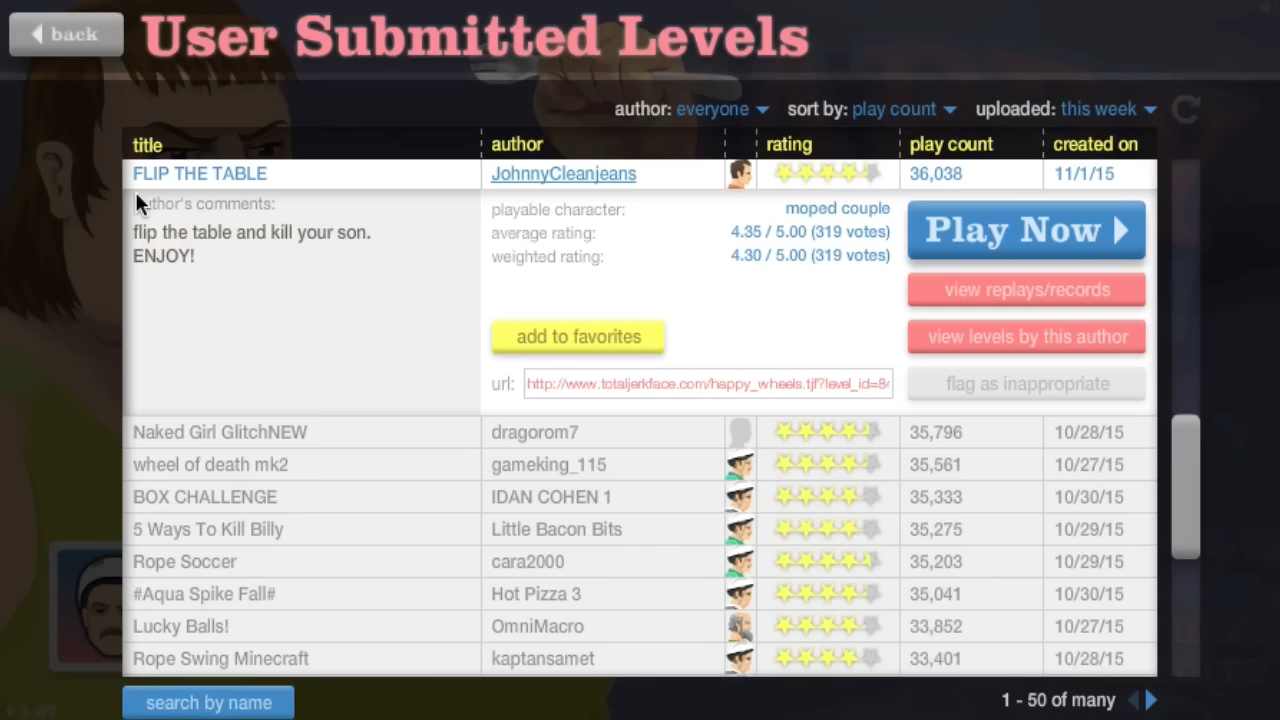 back
User Submitted Levels
author: everyone sort by: play count uploaded: this week
title author rating play count created on
FLIP THE TABLE JohnnyCleanjeans 36,038 11/1/15
author's comments:
flip the table and kill your son.
ENJOY!
playable character: moped couple
average rating: 4.35 / 5.00 (319 votes)
weighted rating: 4.30 / 5.00 (319 votes)
Play Now
view replays/records
add to favorites
view levels by this author
url: http://www.totaljerkface.com/happy_wheels.tjf?level_id=8
flag as inappropriate
Naked Girl GlitchNEW dragorom7 35,796 10/28/15
wheel of death mk2 gameking_115 35,561 10/27/15
BOX CHALLENGE IDAN COHEN 1 35,333 10/30/15
5 Ways To Kill Billy Little Bacon Bits 35,275 10/29/15
Rope Soccer cara2000 35,203 10/29/15
#Aqua Spike Fall# Hot Pizza 3 35,041 10/30/15
Lucky Balls! OmniMacro 33,852 10/27/15
Rope Swing Minecraft kaptansamet 33,401 10/28/15
search by name
1 - 50 of many